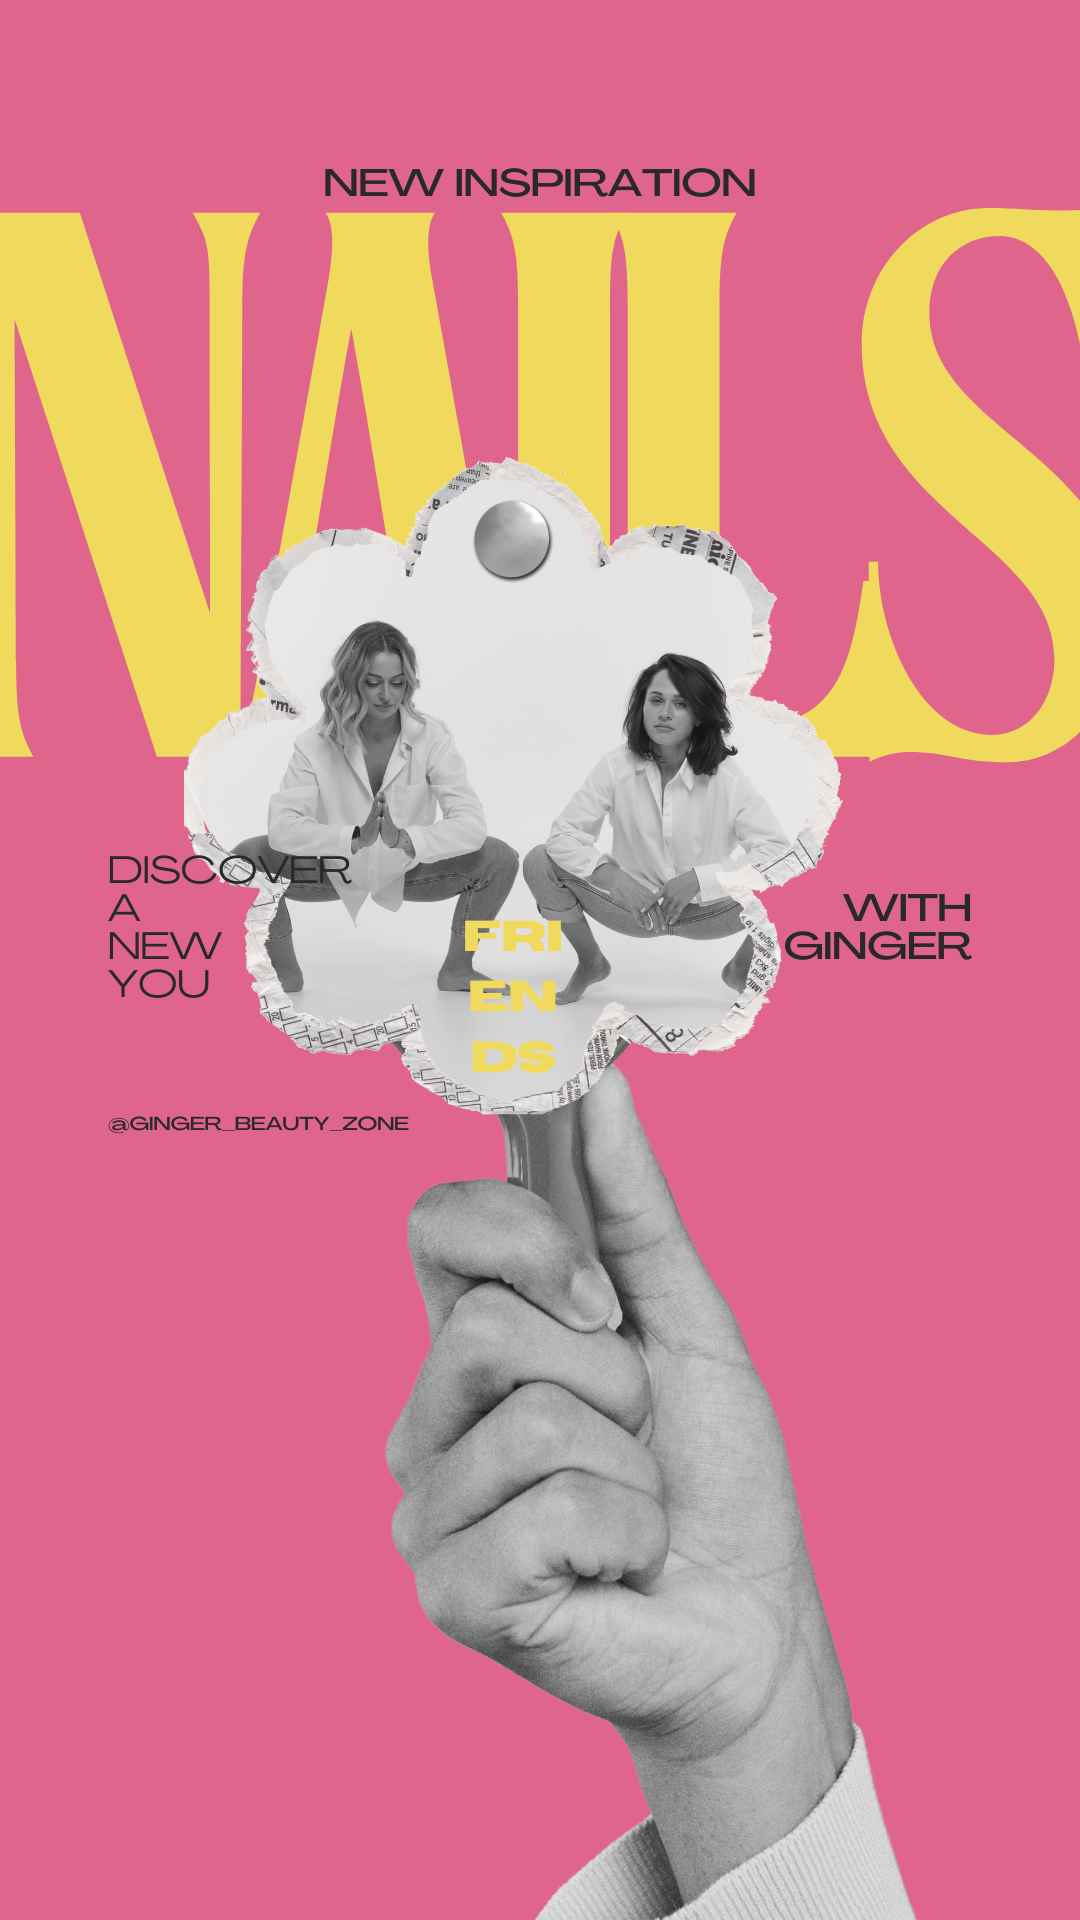 NEW INSPIRATION
NAILS
DISCOVER
A
NEW
YOU
WITH
GINGER
FRI
EN
DS
@GINGER_BEAUTY_ZONE